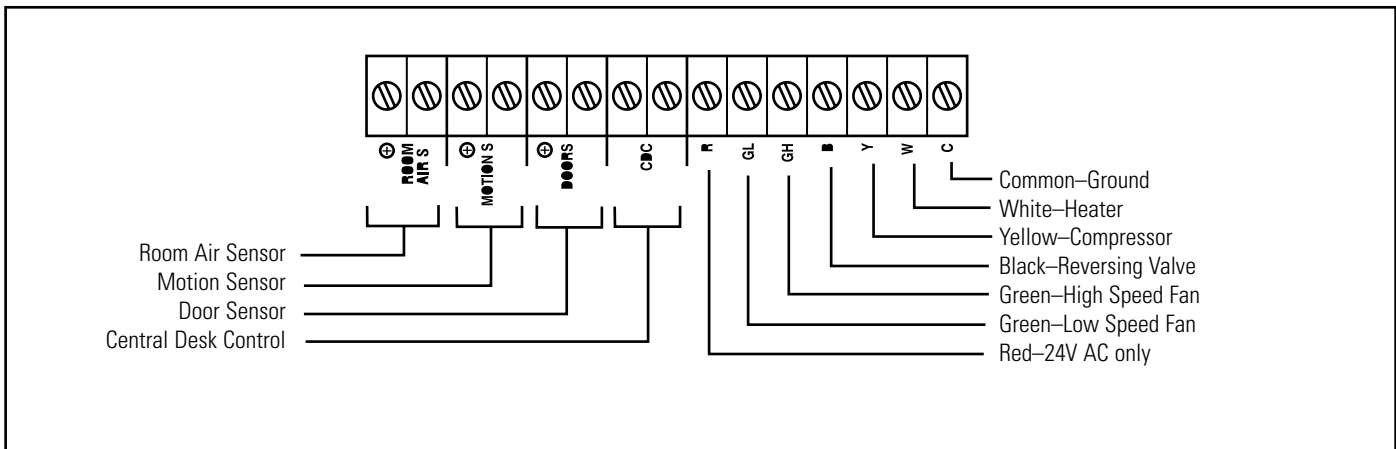 ROOM
AIR S
MOTION S
DOORS
CDC
R
GL
GH
B
Y
W
C
Room Air Sensor
Motion Sensor
Door Sensor
Central Desk Control
Common–Ground
White–Heater
Yellow–Compressor
Black–Reversing Valve
Green–High Speed Fan
Green–Low Speed Fan
Red–24V AC only